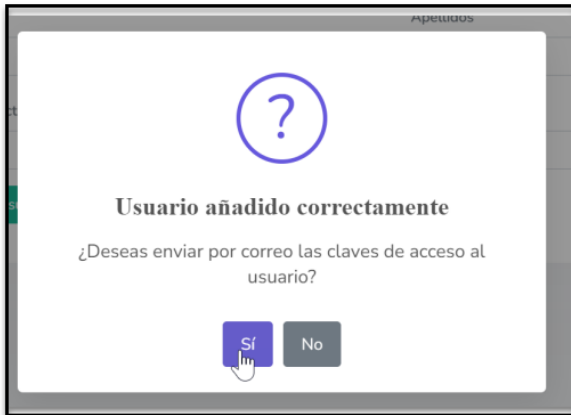 Apellidos
?
Usuario añadido correctamente
¿Deseas enviar por correo las claves de acceso al
usuario?
Sí No